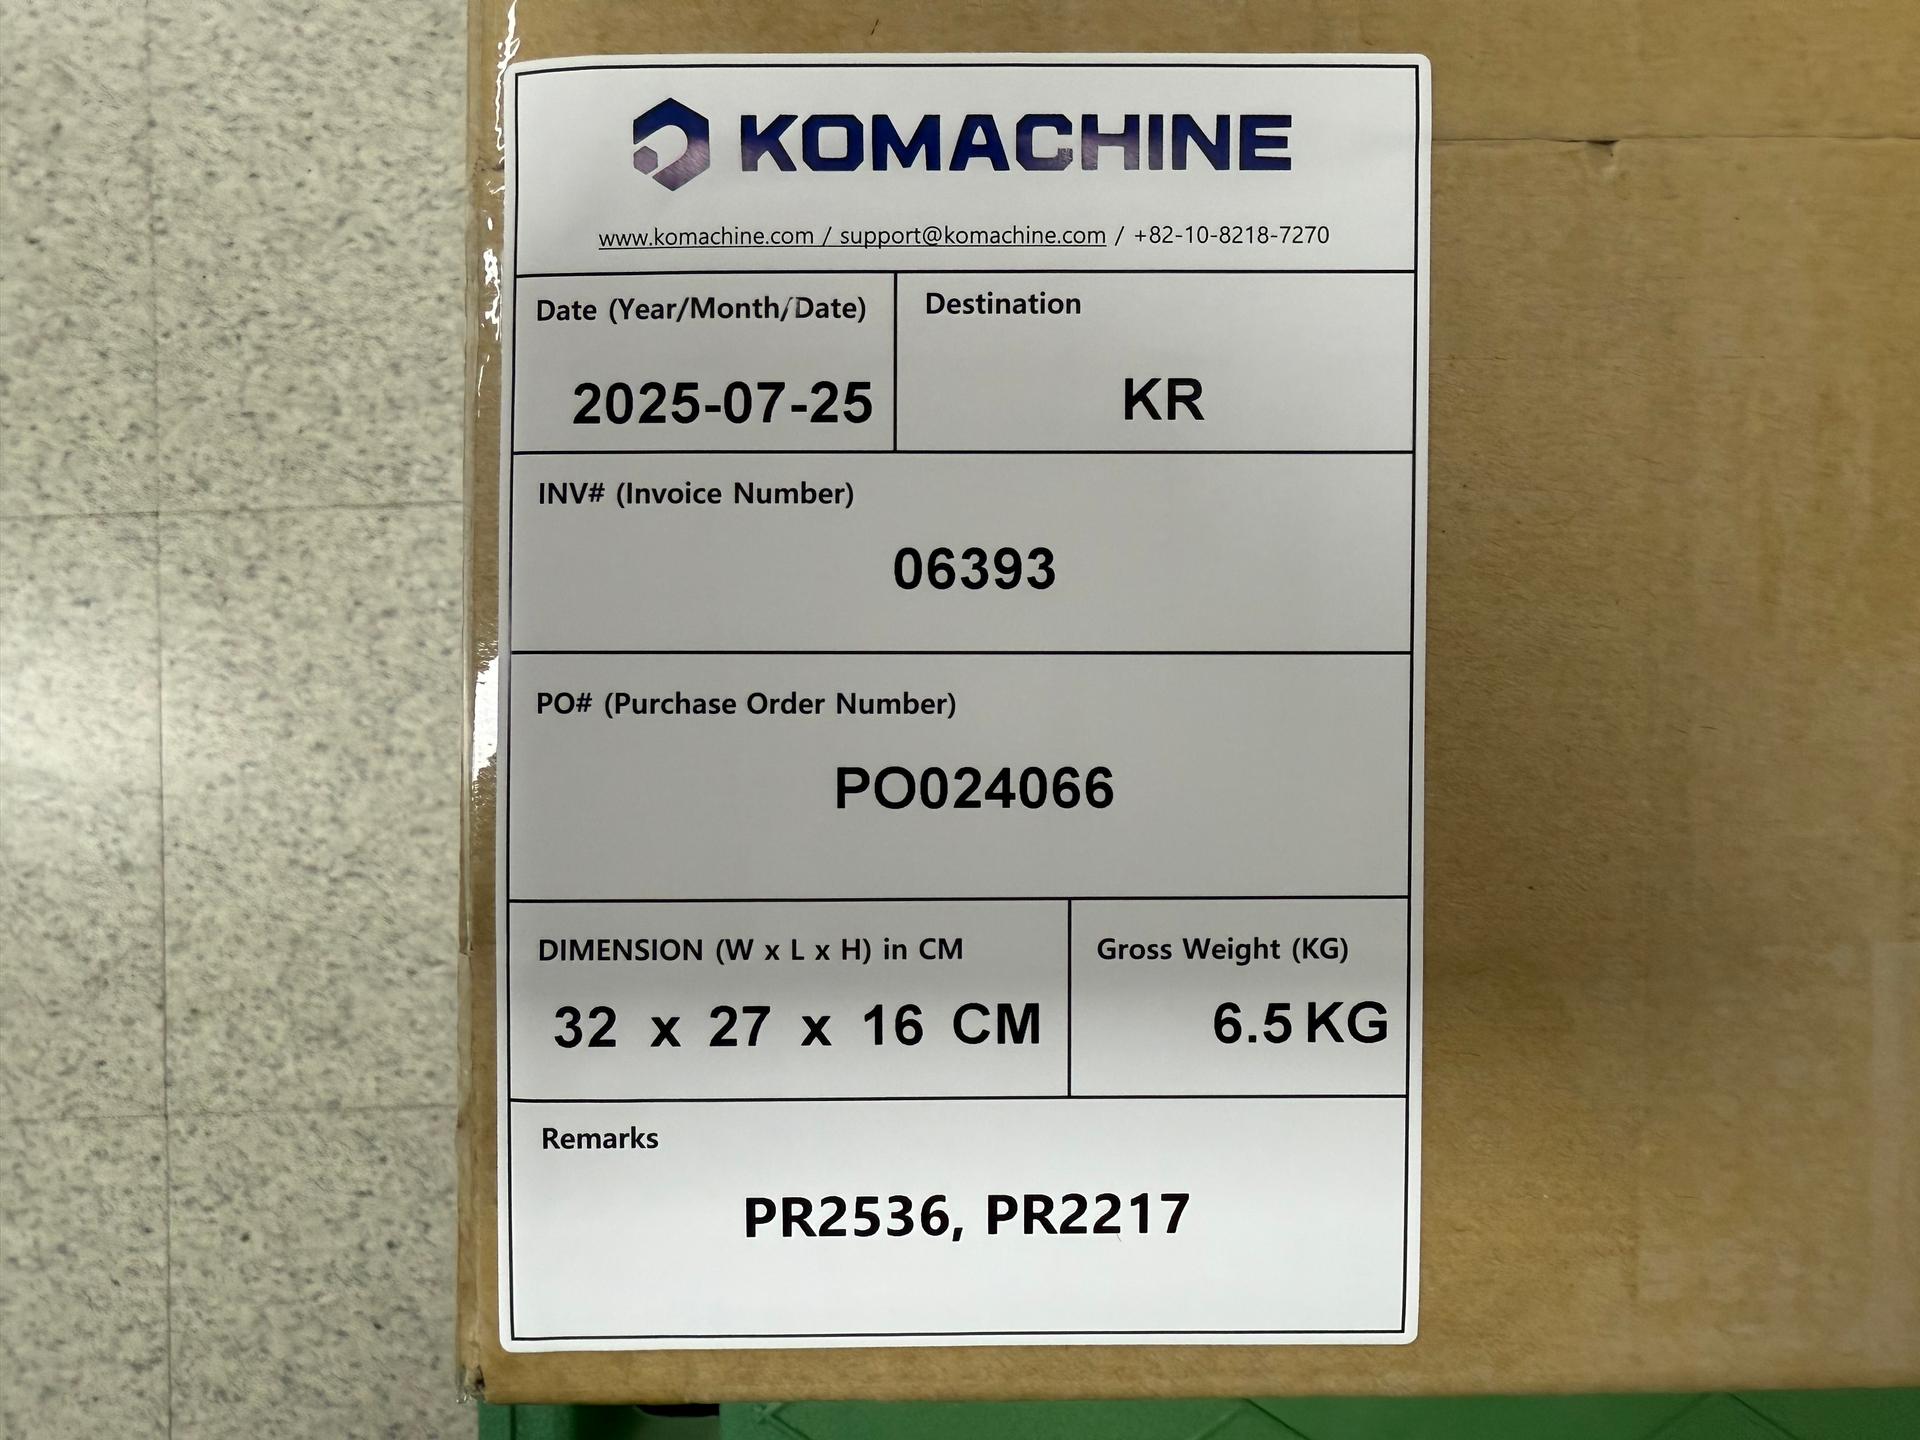 KOMACHINE
www.komachine.com / support@komachine.com / +82-10-8218-7270
Date (Year/Month/Date)
Destination
2025-07-25
KR
INV# (Invoice Number)
06393
PO# (Purchase Order Number)
PO024066
DIMENSION (W x L x H) in CM
Gross Weight (KG)
32 x 27 x 16 CM
6.5 KG
Remarks
PR2536, PR2217